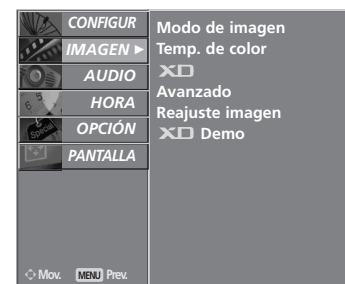 CONFIGUR
IMAGEN ►
AUDIO
HORA
OPCIÓN
PANTALLA
Modo de imagen
Temp. de color
XD
Avanzado
Reajuste imagen
XD Demo
Mov. MENU Prev.